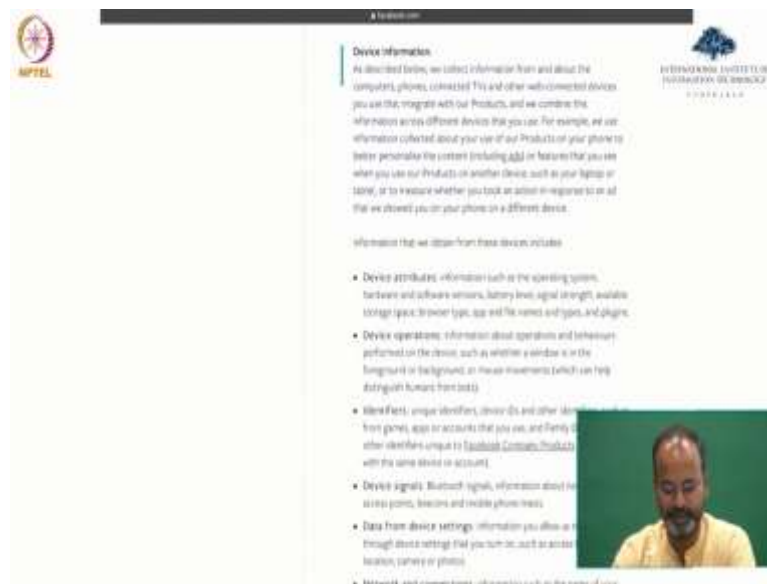 facebook.com
NPTEL
INTERNATIONAL INSTITUTE OF
INFORMATION TECHNOLOGY
HYDERABAD
Device Information
As described below, we collect information from and about the
computers, phones, connected TVs and other web-connected devices
you use that integrate with our Products, and we combine this
information across different devices that you use. For example, we use
information collected about your use of our Products on your phone to
better personalise the content (including ads) or features that you see
when you use our Products on another device, such as your laptop or
tablet, or to measure whether you took an action in response to an ad
that we showed you on your phone on a different device.
Information that we obtain from these devices includes:
• Device attributes: information such as the operating system,
hardware and software versions, battery level, signal strength, available
storage space, browser type, app and file names and types, and plugins.
• Device operations: information about operations and behaviours
performed on the device, such as whether a window is in the
foreground or background, or mouse movements (which can help
distinguish humans from bots).
• Identifiers: unique identifiers, device IDs and other
from games, apps or accounts that you use, and Family
other identifiers unique to Facebook Company Products
with the same device or account).
• Device signals: Bluetooth signals, information about
access points, beacons and mobile phone masts.
• Data from device settings: information you allow
through device settings that you turn on, such as access
location, camera or photos.
• Network and connections: information such as the name of your